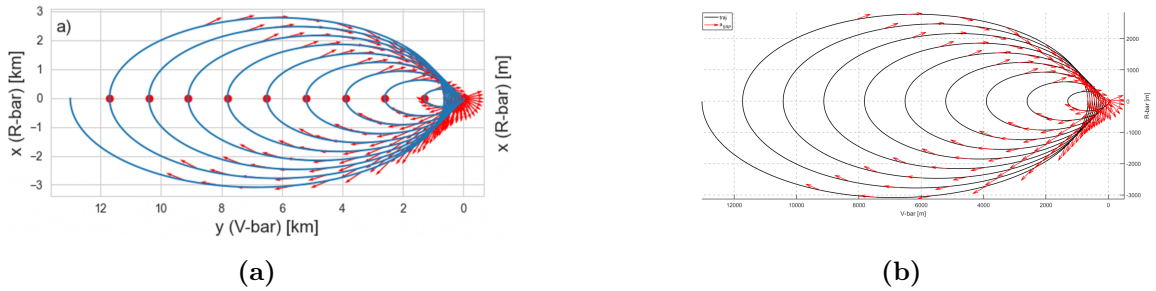 a)
x (R-bar) [km]
3
2
1
0
−1
−2
−3
12 10 8 6 4 2 0
y (V-bar) [km]
(a)
x (R-bar) [m]
traj
2000
1000
0
-1000
-2000
-3000
R-bar [m]
12000 10000 8000 6000 4000 2000 0
V-bar [m]
(b)